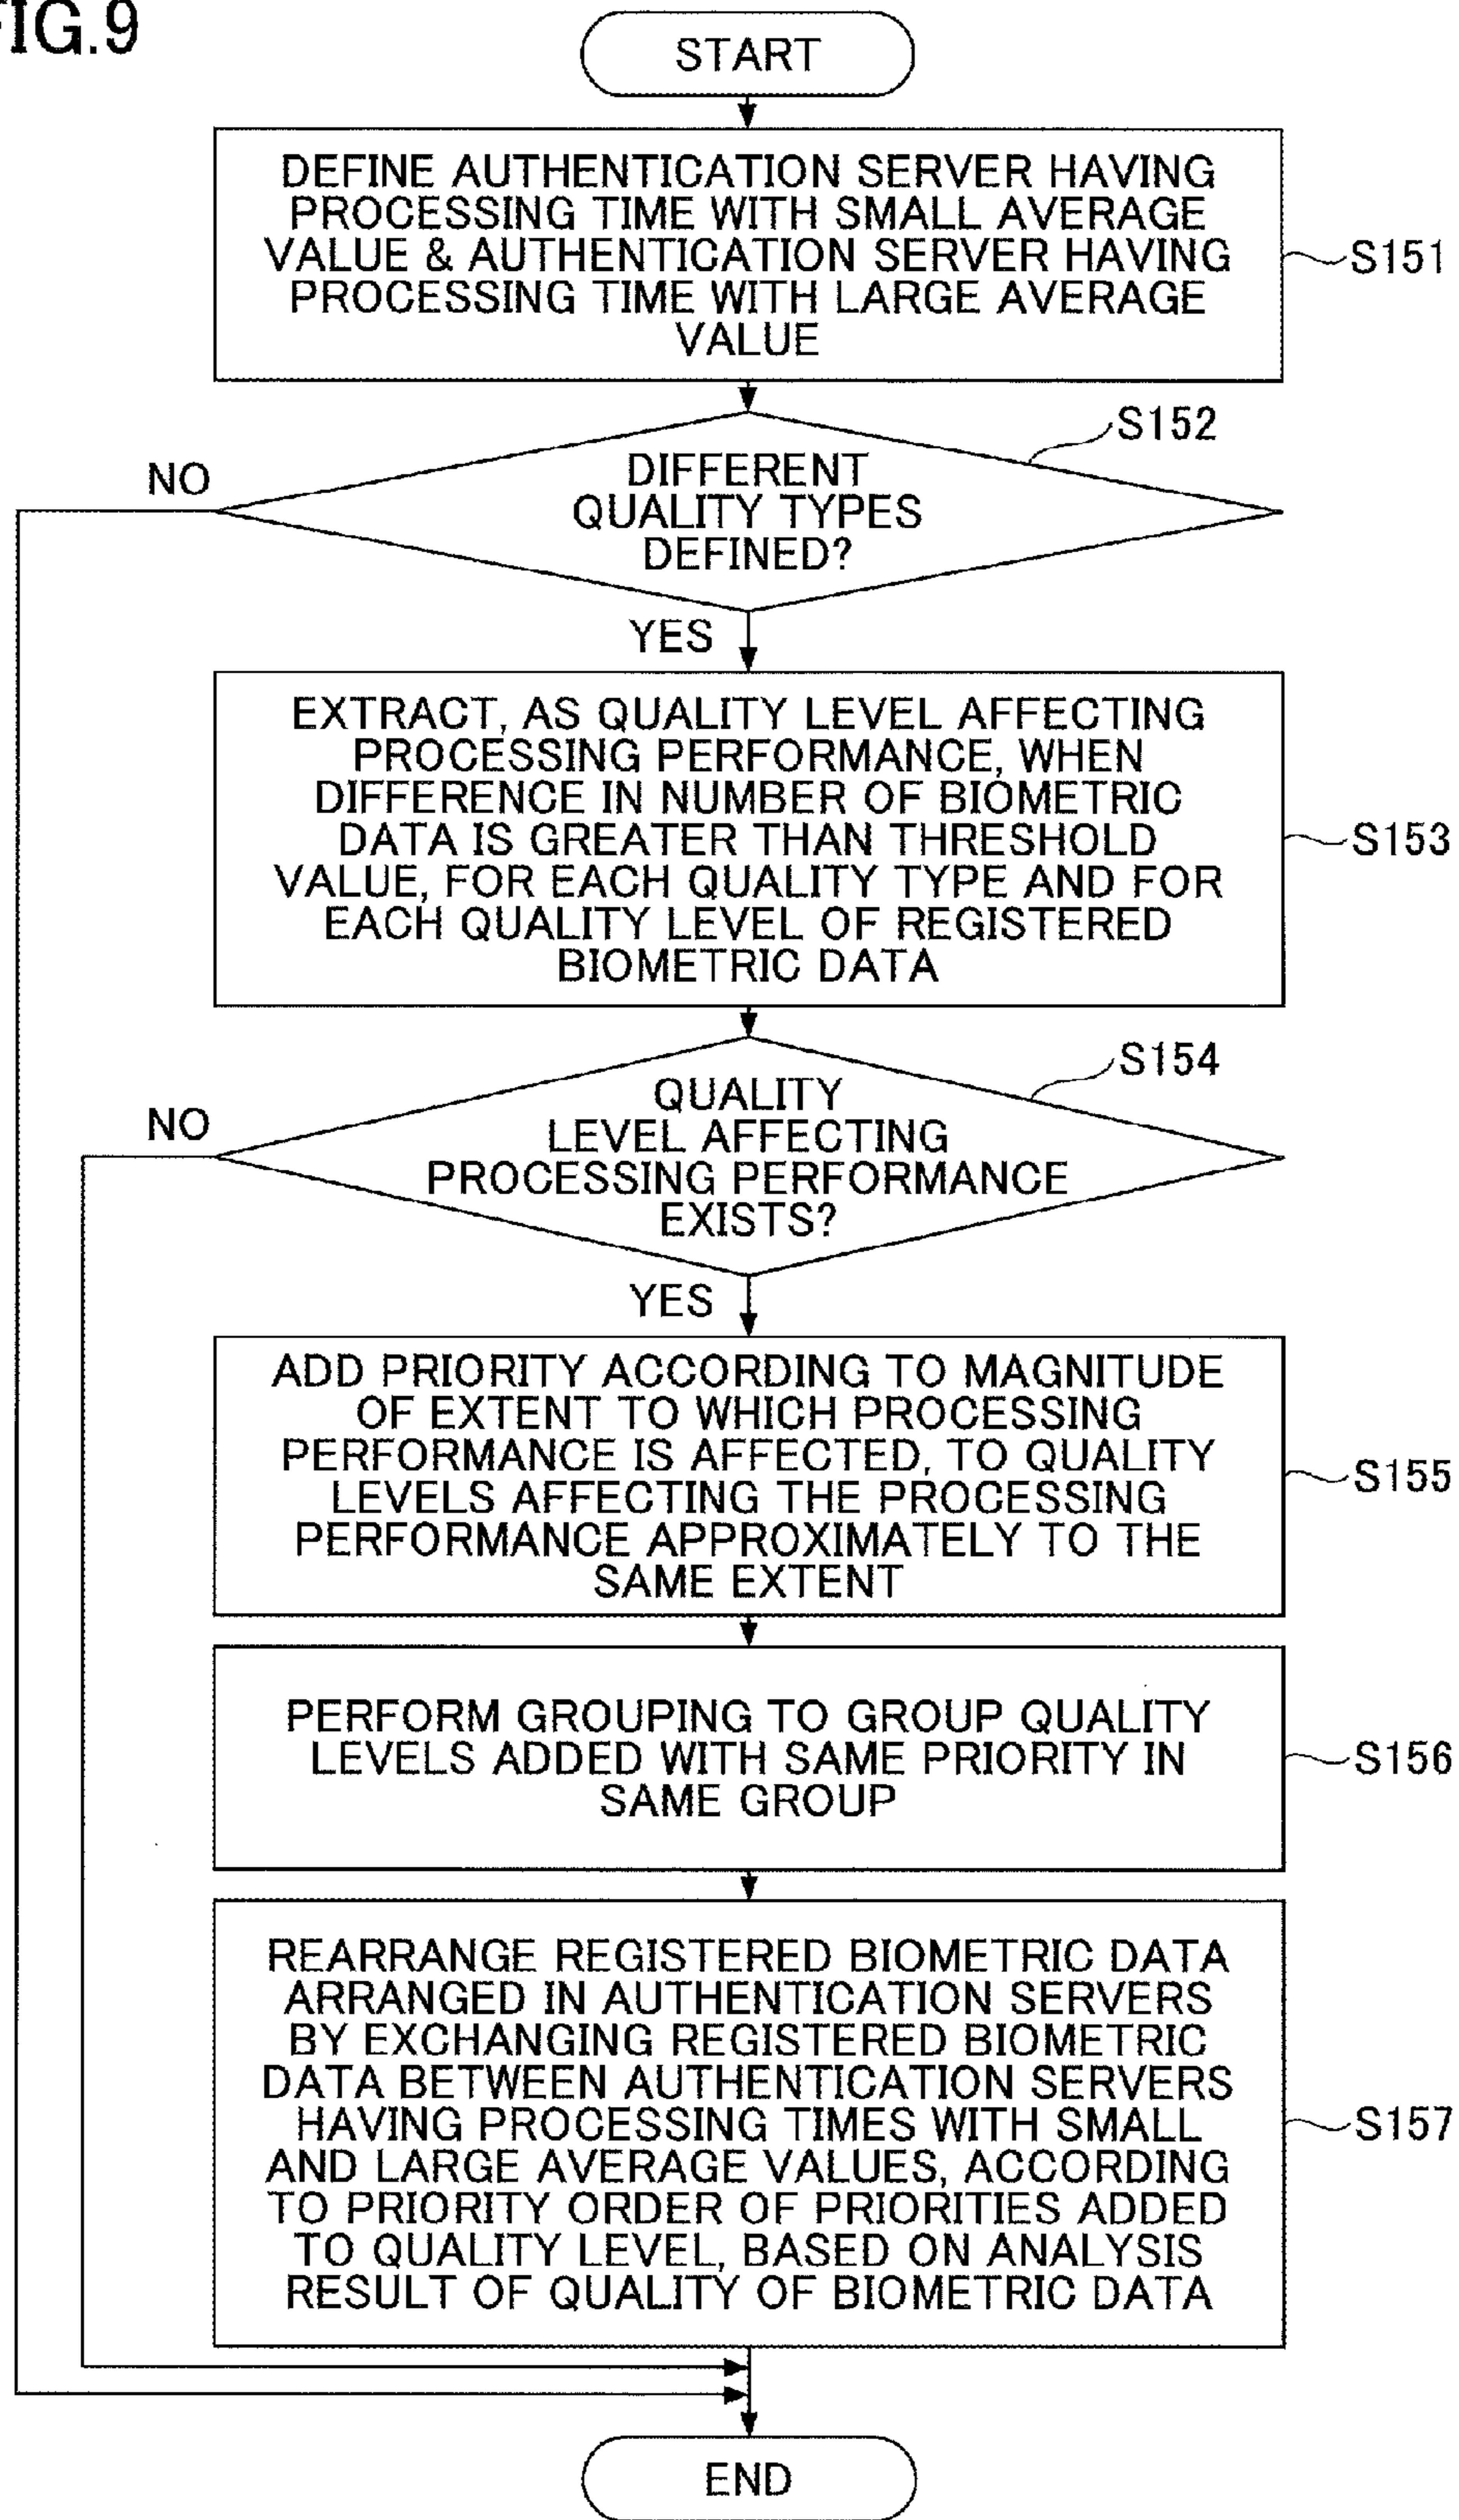 FIG.9
START
DEFINE AUTHENTICATION SERVER HAVING
PROCESSING TIME WITH SMALL AVERAGE
VALUE & AUTHENTICATION SERVER HAVING
PROCESSING TIME WITH LARGE AVERAGE
VALUE
S151
S152
NO
DIFFERENT
QUALITY TYPES
DEFINED?
YES
EXTRACT, AS QUALITY LEVEL AFFECTING
PROCESSING PERFORMANCE, WHEN
DIFFERENCE IN NUMBER OF BIOMETRIC
DATA IS GREATER THAN THRESHOLD
VALUE, FOR EACH QUALITY TYPE AND FOR
EACH QUALITY LEVEL OF REGISTERED
BIOMETRIC DATA
S153
S154
NO
QUALITY
LEVEL AFFECTING
PROCESSING PERFORMANCE
EXISTS?
YES
ADD PRIORITY ACCORDING TO MAGNITUDE
OF EXTENT TO WHICH PROCESSING
PERFORMANCE IS AFFECTED, TO QUALITY
LEVELS AFFECTING THE PROCESSING
PERFORMANCE APPROXIMATELY TO THE
SAME EXTENT
S155
PERFORM GROUPING TO GROUP QUALITY
LEVELS ADDED WITH SAME PRIORITY IN
SAME GROUP
S156
REARRANGE REGISTERED BIOMETRIC DATA
ARRANGED IN AUTHENTICATION SERVERS
BY EXCHANGING REGISTERED BIOMETRIC
DATA BETWEEN AUTHENTICATION SERVERS
HAVING PROCESSING TIMES WITH SMALL
AND LARGE AVERAGE VALUES, ACCORDING
TO PRIORITY ORDER OF PRIORITIES ADDED
TO QUALITY LEVEL, BASED ON ANALYSIS
RESULT OF QUALITY OF BIOMETRIC DATA
S157
END